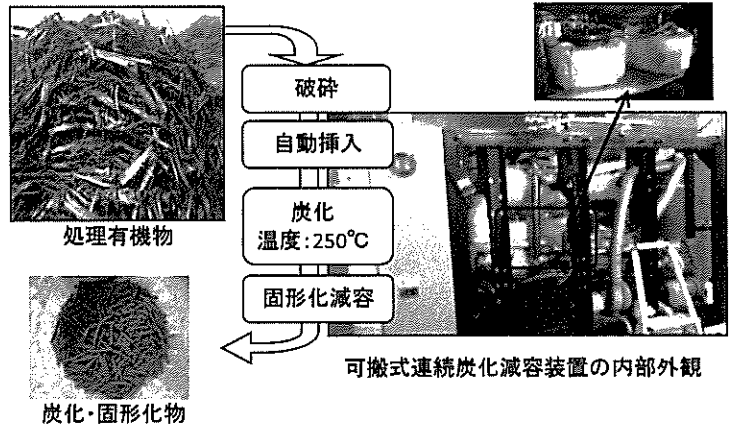 破砕
自動挿入
炭化
温度:250℃
固形化減容
処理有機物
炭化・固形化物
可搬式連続炭化減容装置の内部外観